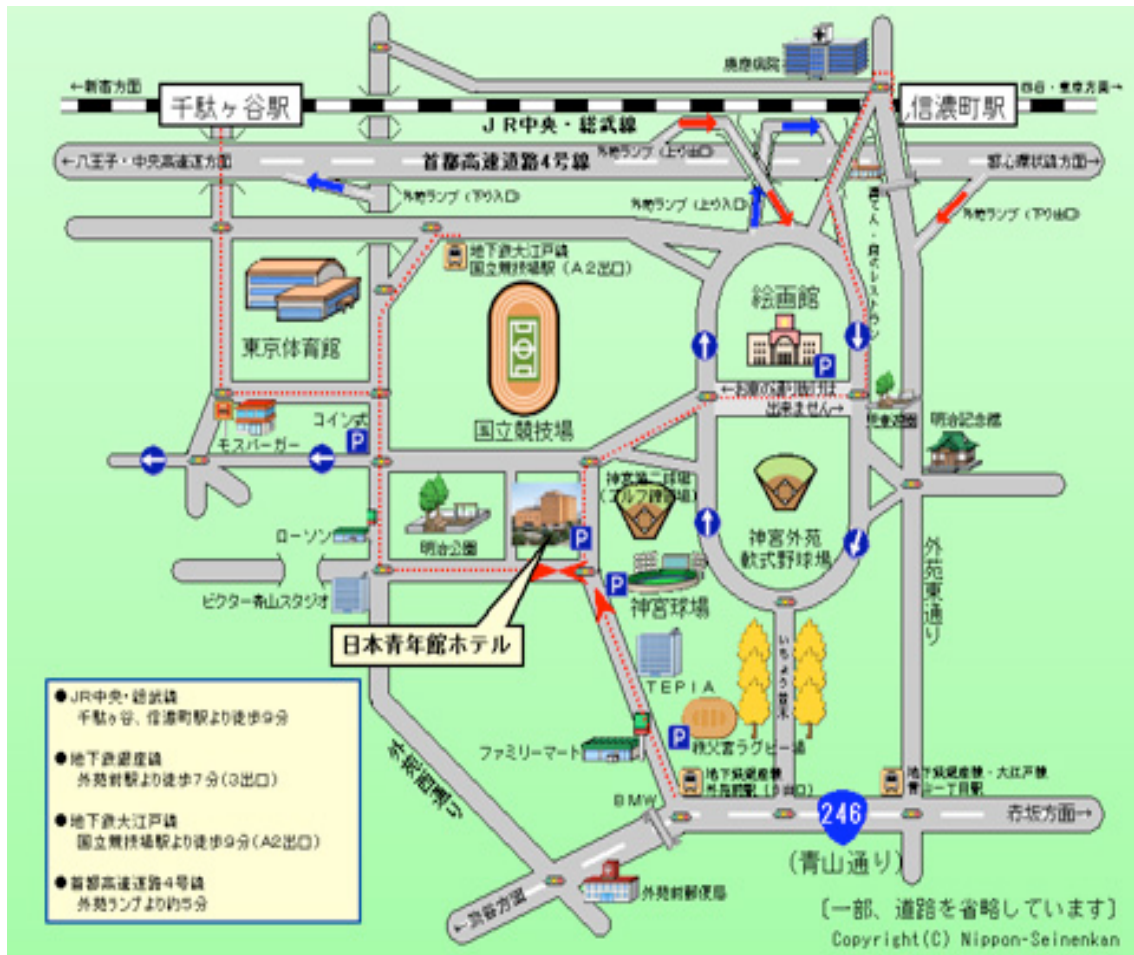 慶應病院
←新宿方面
千駄ヶ谷駅
信濃町駅
四谷・東京方面→
JR中央・総武線
←八王子・中央高速道方面
首都高速道路4号線
外苑ランプ(上り出口)
都心環状線方面→
外苑ランプ(下り入口)
外苑ランプ(上り入口)
外苑ランプ(下り出口)
地下鉄大江戸線
国立競技場駅(A2出口)
絵画館
東京体育館
P
←お車の通り抜けは
出来ません→
国立競技場
コイン式
P
モスバーガー
児童遊園
明治記念館
神宮第二球場
(ゴルフ練習場)
明治公園
P
ローソン
神宮外苑
軟式野球場
外苑東通り
P
神宮球場
ビクター青山スタジオ
日本青年館ホテル
いちょう並木
TEPIA
●JR中央・総武線
千駄ヶ谷、信濃町駅より徒歩9分
●地下鉄銀座線
外苑前駅より徒歩7分(3出口)
●地下鉄大江戸線
国立競技場駅より徒歩9分(A2出口)
●首都高速道路4号線
外苑ランプより約5分
外苑西通り
ファミリーマート
P
秩父宮ラグビー場
地下鉄銀座線
外苑前駅(3出口)
地下鉄銀座線・大江戸線
青山一丁目駅
BMW
246
赤坂方面→
(青山通り)
←渋谷方面
外苑前郵便局
〔一部、道路を省略しています〕
Copyright(C) Nippon-Seinenkan